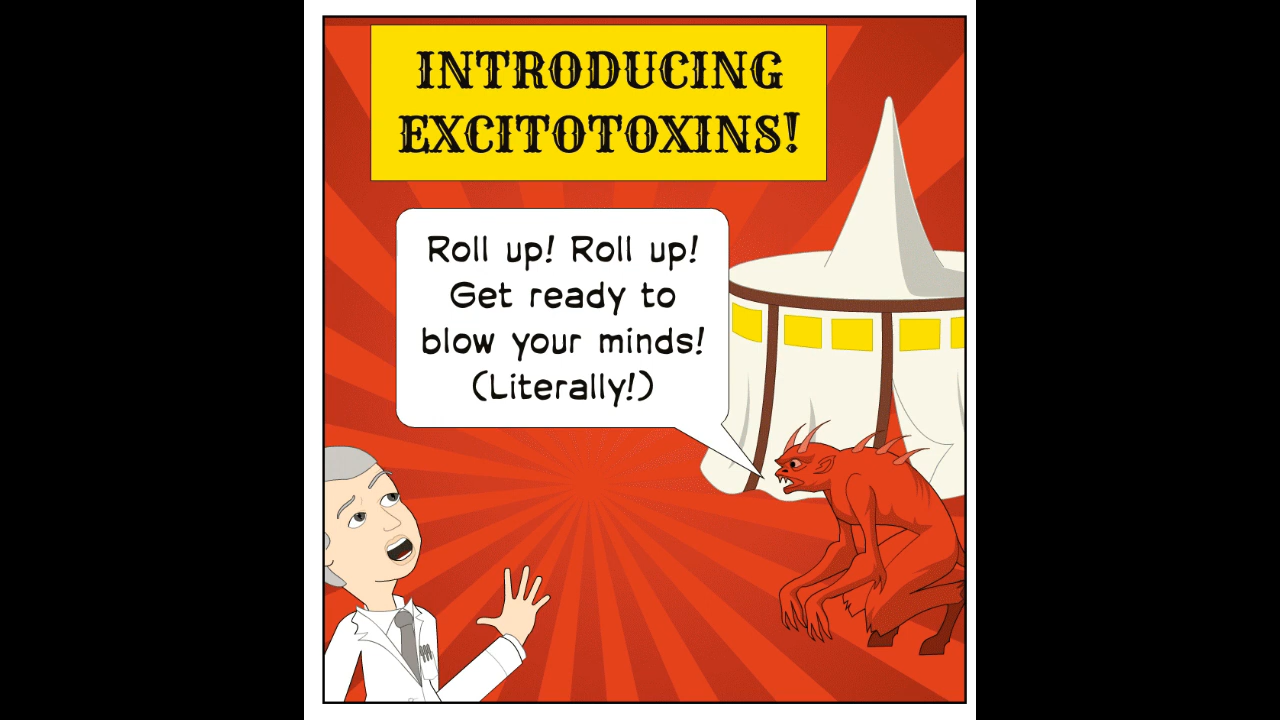 INTRODUCING
EXCITOTOXINS!
Roll up! Roll up!
Get ready to
blow your minds!
(Literally!)